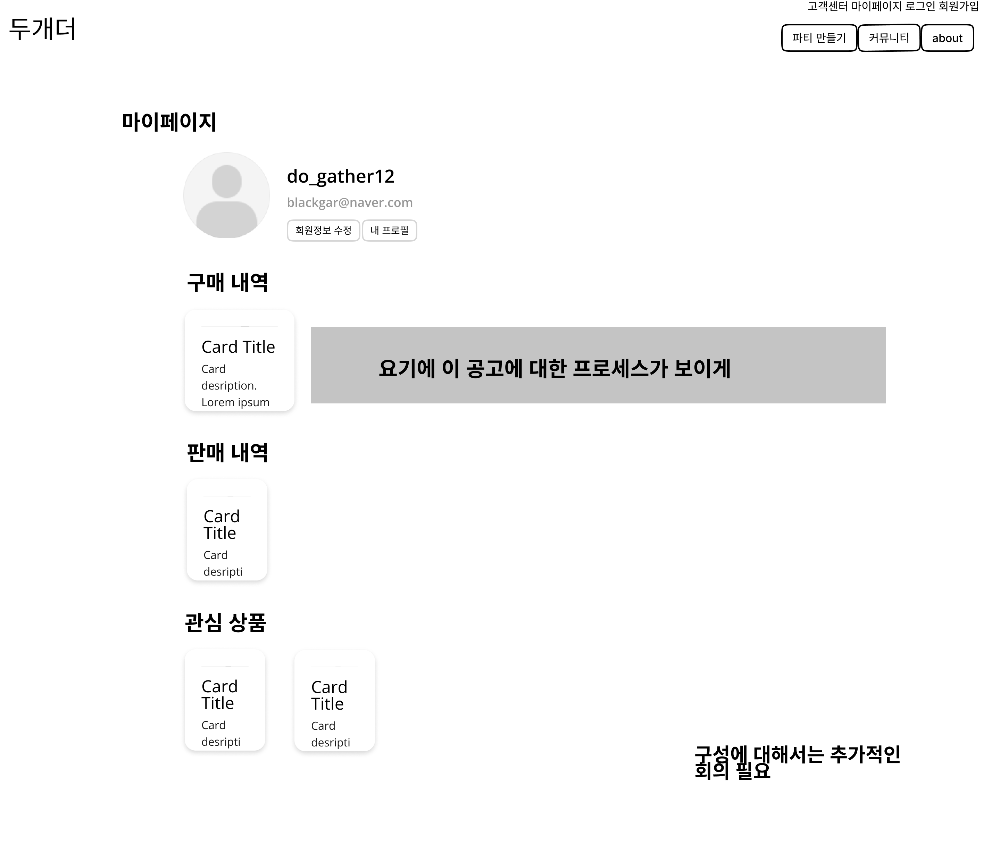 고객센터 마이페이지 로그인 회원가입
두개더
파티 만들기 커뮤니티 about
마이페이지
do_gather12
blackgar@naver.com
회원정보 수정 내 프로필
구매 내역
Card Title
Card
desription.
Lorem ipsum
요기에 이 공고에 대한 프로세스가 보이게
판매 내역
Card
Title
Card
desripti
관심 상품
Card
Title
Card
desripti
Card
Title
Card
desripti
구성에 대해서는 추가적인
회의 필요